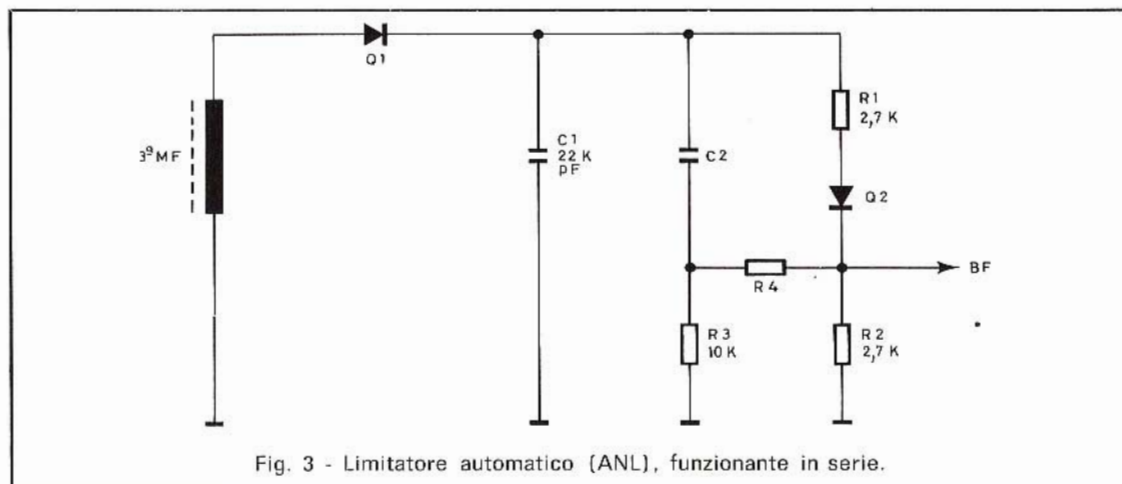 Q1
3ª MF
C1
22 K
pF
C2
R1
2,7 K
Q2
BF
R4
R3
10 K
R2
2,7 K
Fig. 3 - Limitatore automatico (ANL), funzionante in serie.